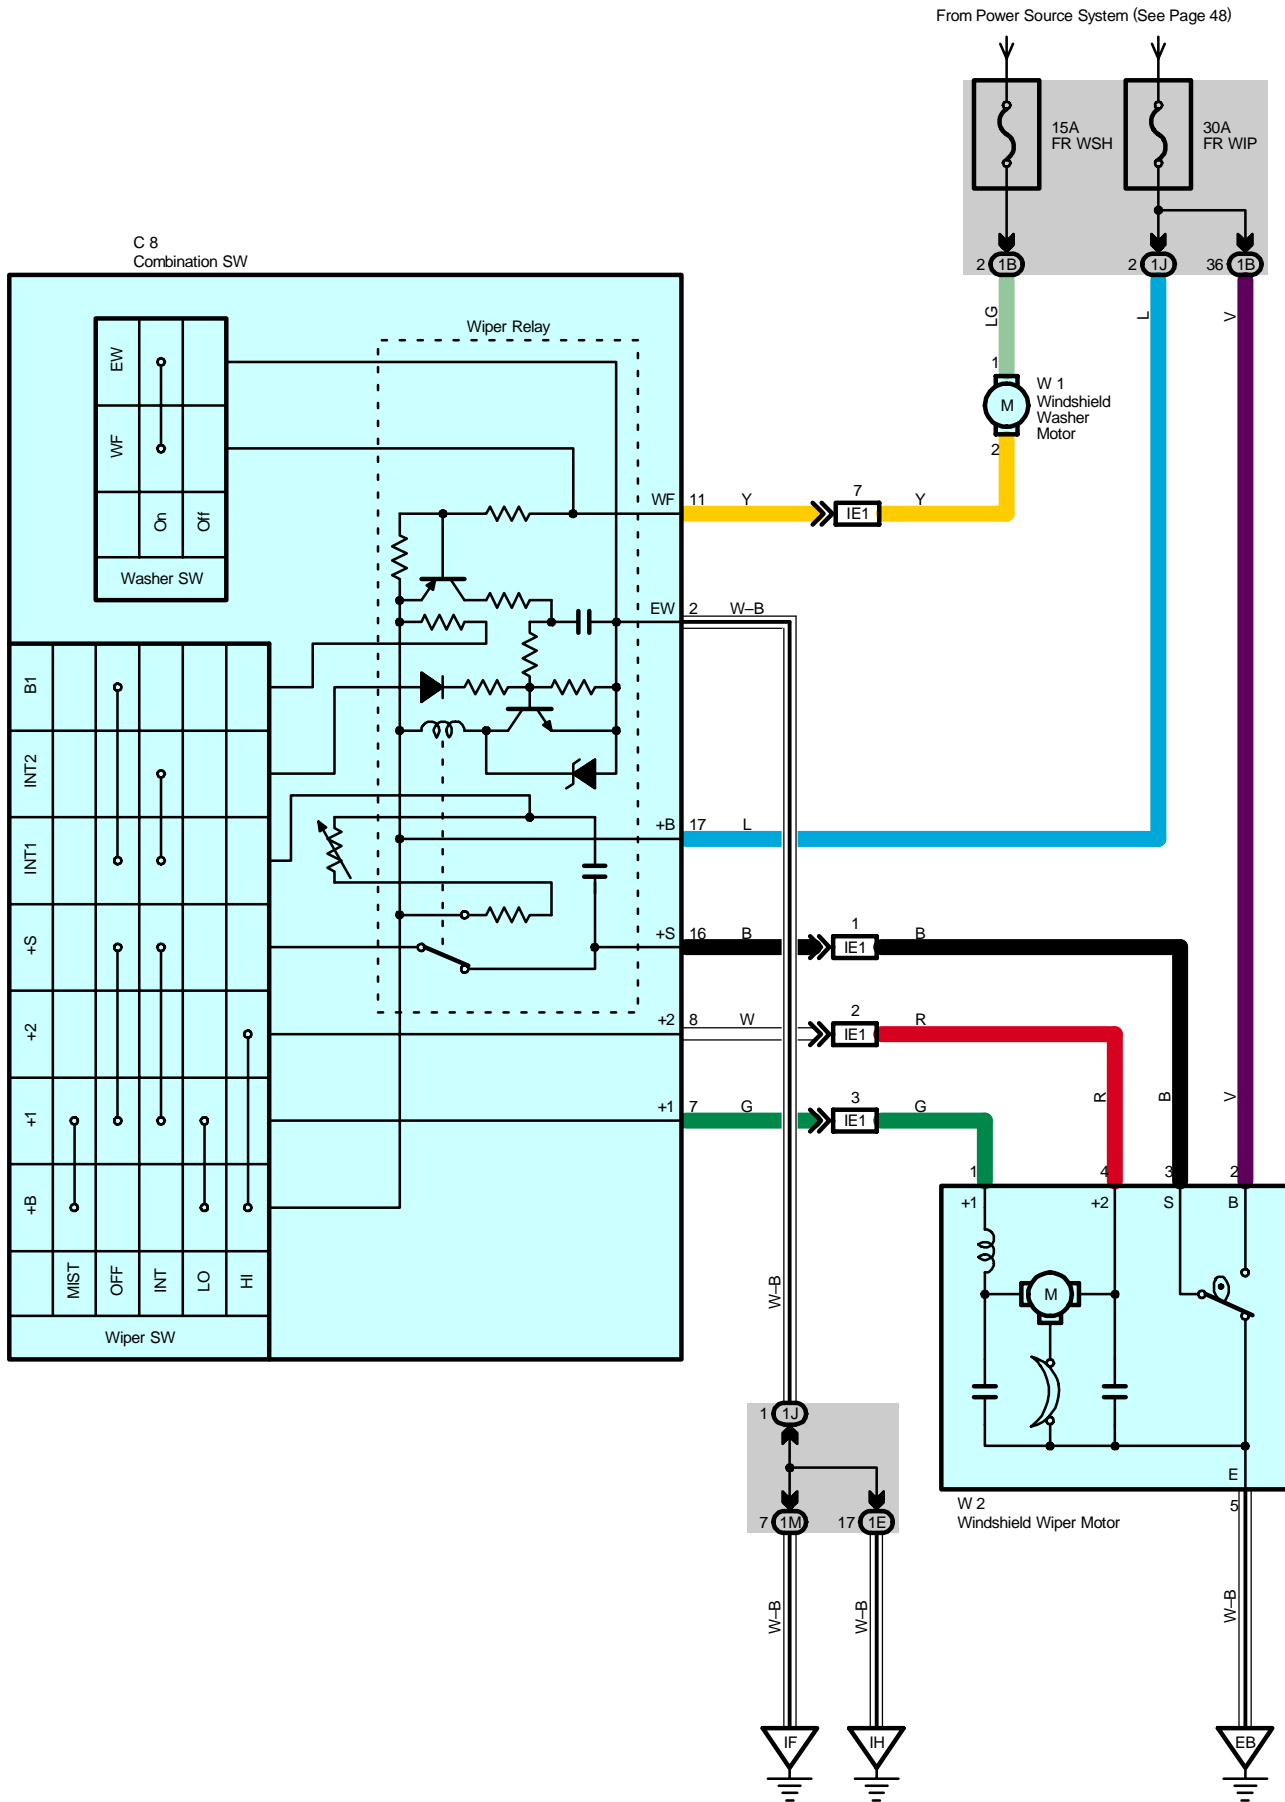 From Power Source System (See Page 48)
15A
FR WSH
30A
FR WIP
2 1B
2 1J
36 1B
C 8
Combination SW
LG
L
V
Wiper Relay
EW
WF
On
Off
Washer SW
1
M
2
W 1
Windshield
Washer
Motor
WF 11 Y
7
IE1
Y
EW 2 W–B
B1
INT2
INT1
+S
+2
+1
+B
MIST
OFF
INT
LO
HI
Wiper SW
+B 17 L
+S 16 B
1
IE1
B
+2 8 W
2
IE1
R
+1 7 G
3
IE1
G
R
B
V
1
4
3
2
+1
+2
S
B
M
E
5
W 2
Windshield Wiper Motor
W–B
1 1J
7 1M
17 1E
W–B
W–B
W–B
IF
IH
EB